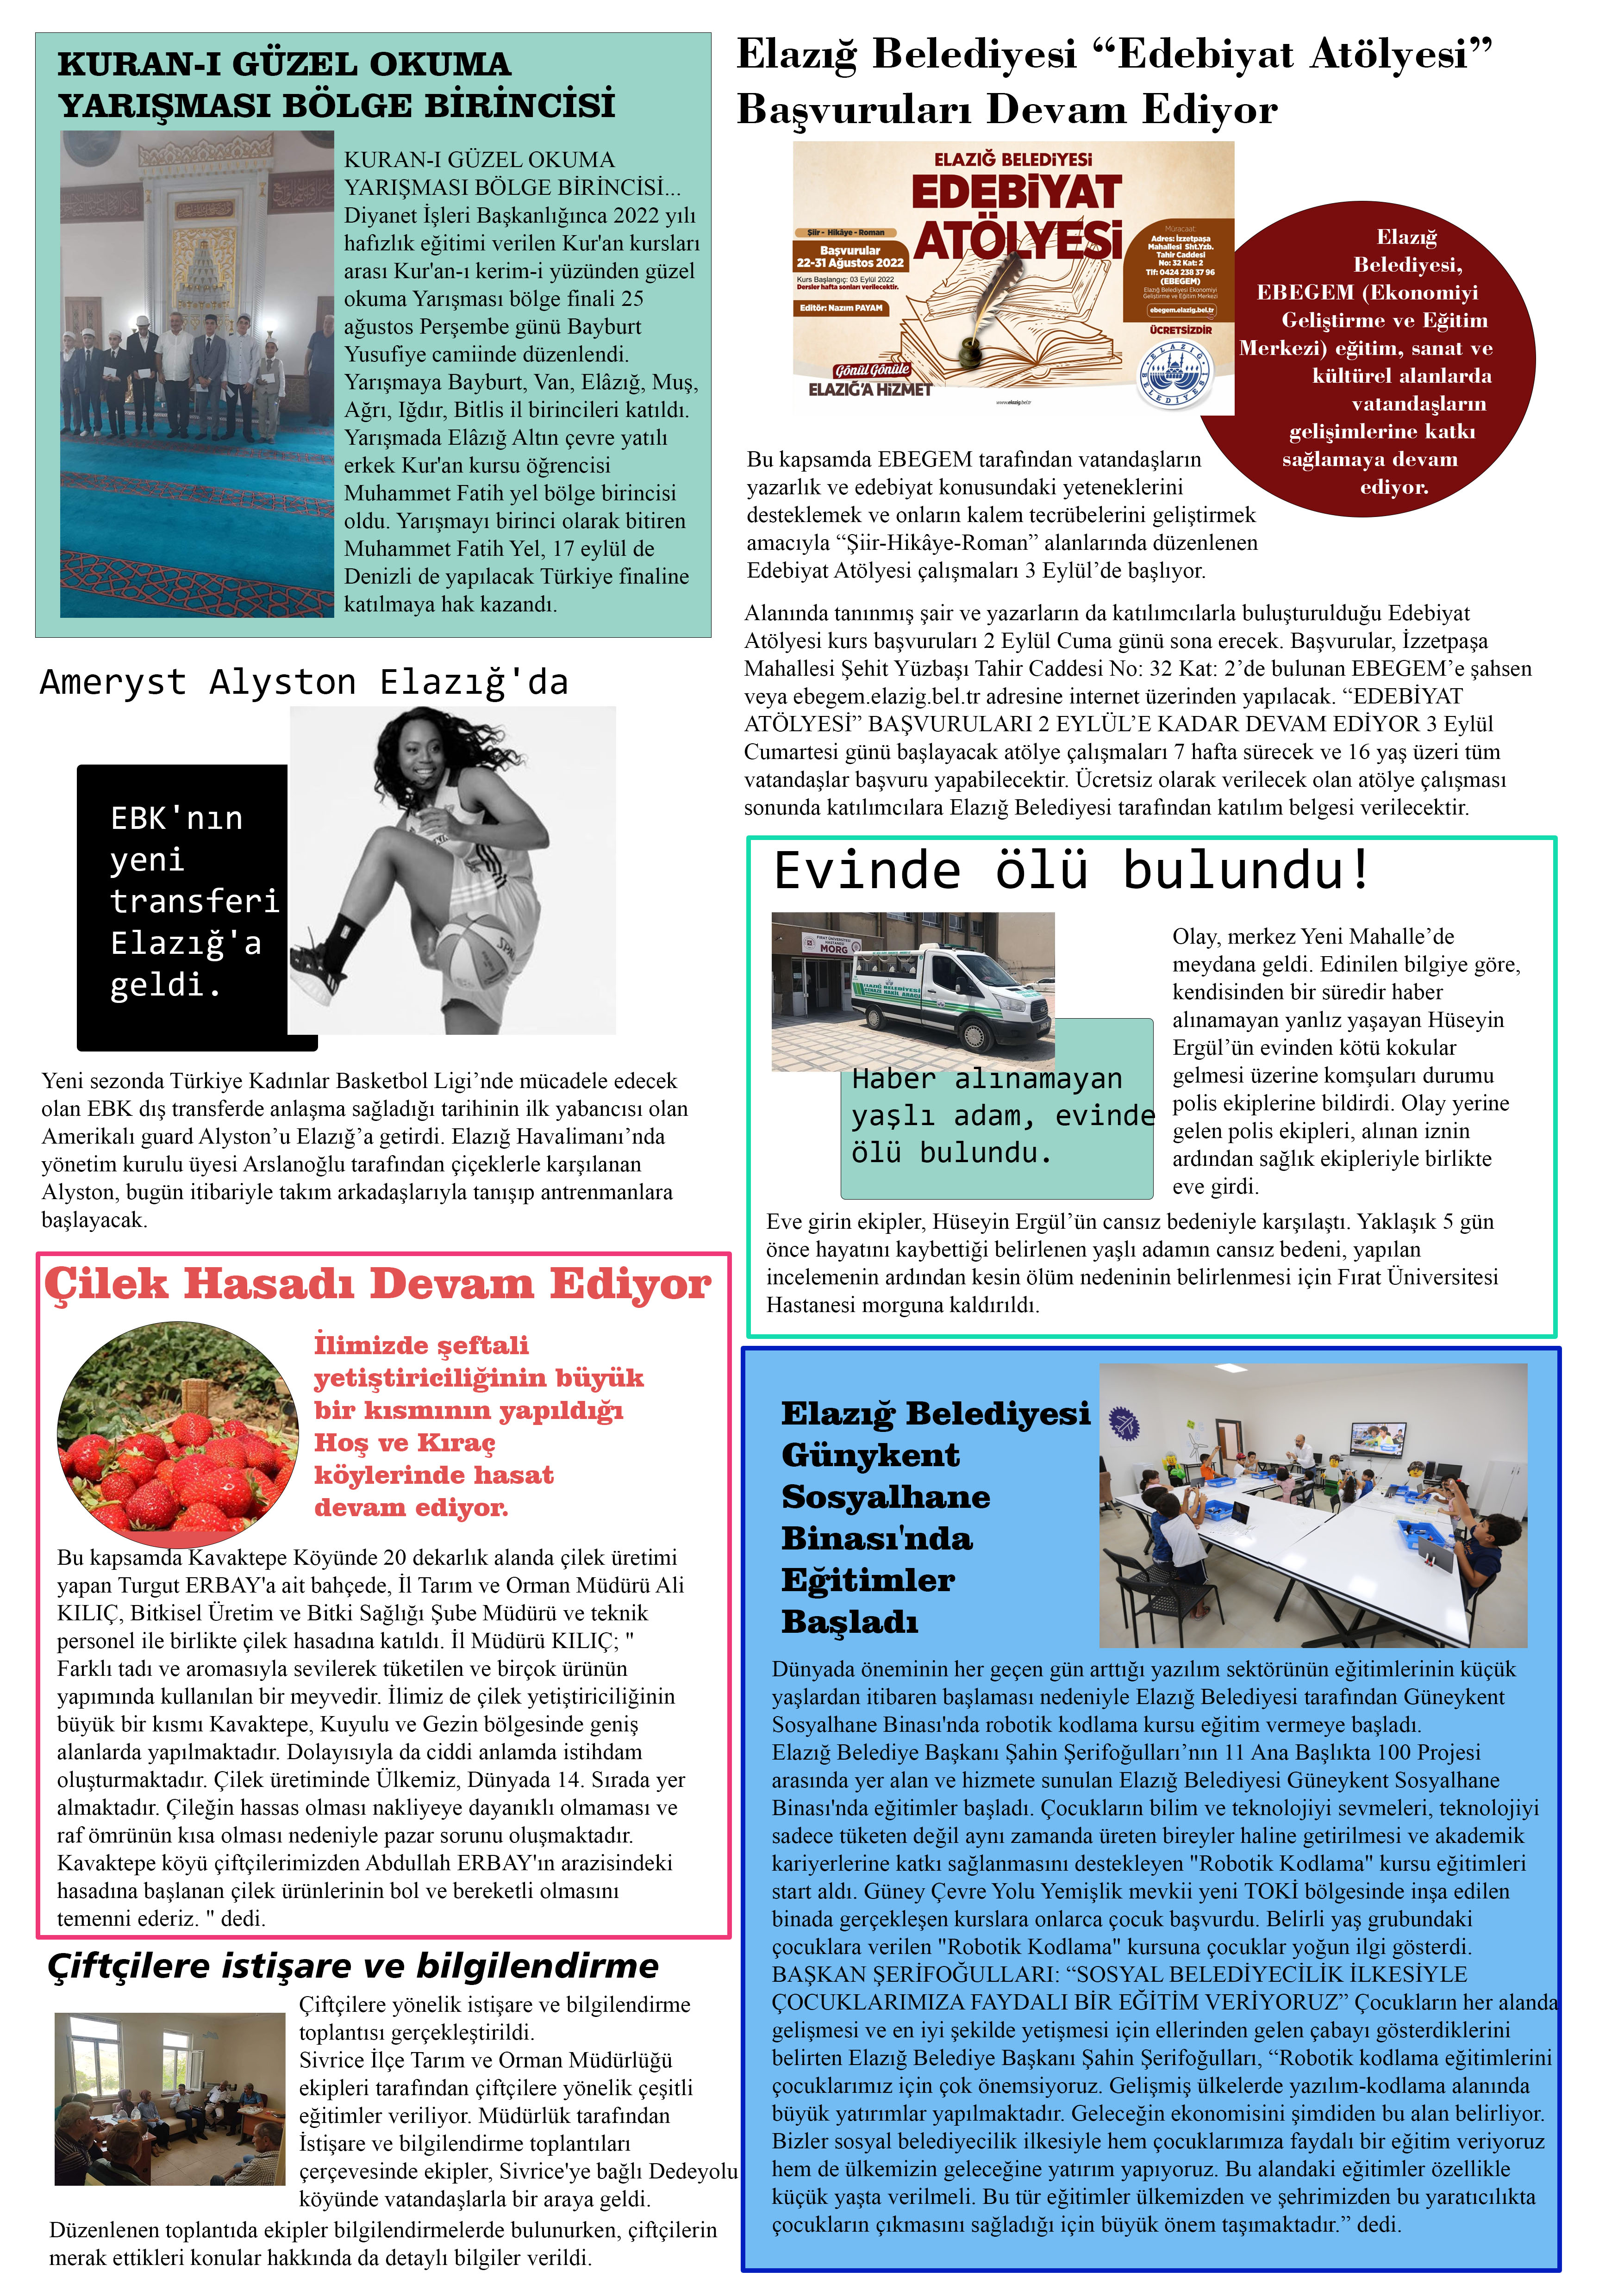 KURAN-I GÜZEL OKUMA
YARIŞMASI BÖLGE BİRİNCİSİ
KURAN-I GÜZEL OKUMA
YARIŞMASI BÖLGE BİRİNCİSİ...
Diyanet İşleri Başkanlığınca 2022 yılı
hafızlık eğitimi verilen Kur'an kursları
arası Kur'an-ı kerim-i yüzünden güzel
okuma Yarışması bölge finali 25
ağustos Perşembe günü Bayburt
Yusufiye camiinde düzenlendi.
Yarışmaya Bayburt, Van, Elâzığ, Muş,
Ağrı, Iğdır, Bitlis il birincileri katıldı.
Yarışmada Elâzığ Altın çevre yatılı
erkek Kur'an kursu öğrencisi
Muhammet Fatih yel bölge birincisi
oldu. Yarışmayı birinci olarak bitiren
Muhammet Fatih Yel, 17 eylül de
Denizli de yapılacak Türkiye finaline
katılmaya hak kazandı.
Ameryst Alyston Elazığ'da
EBK'nın
yeni
transferi
Elazığ'a
geldi.
SPALDING
Yeni sezonda Türkiye Kadınlar Basketbol Ligi’nde mücadele edecek
olan EBK dış transferde anlaşma sağladığı tarihinin ilk yabancısı olan
Amerikalı guard Alyston’u Elazığ’a getirdi. Elazığ Havalimanı’nda
yönetim kurulu üyesi Arslanoğlu tarafından çiçeklerle karşılanan
Alyston, bugün itibariyle takım arkadaşlarıyla tanışıp antrenmanlara
başlayacak.
Çilek Hasadı Devam Ediyor
İlimizde şeftali
yetiştiriciliğinin büyük
bir kısmının yapıldığı
Hoş ve Kıraç
köylerinde hasat
devam ediyor.
Bu kapsamda Kavaktepe Köyünde 20 dekarlık alanda çilek üretimi
yapan Turgut ERBAY'a ait bahçede, İl Tarım ve Orman Müdürü Ali
KILIÇ, Bitkisel Üretim ve Bitki Sağlığı Şube Müdürü ve teknik
personel ile birlikte çilek hasadına katıldı. İl Müdürü KILIÇ; "
Farklı tadı ve aromasıyla sevilerek tüketilen ve birçok ürünün
yapımında kullanılan bir meyvedir. İlimiz de çilek yetiştiriciliğinin
büyük bir kısmı Kavaktepe, Kuyulu ve Gezin bölgesinde geniş
alanlarda yapılmaktadır. Dolayısıyla da ciddi anlamda istihdam
oluşturmaktadır. Çilek üretiminde Ülkemiz, Dünyada 14. Sırada yer
almaktadır. Çileğin hassas olması nakliyeye dayanıklı olmaması ve
raf ömrünün kısa olması nedeniyle pazar sorunu oluşmaktadır.
Kavaktepe köyü çiftçilerimizden Abdullah ERBAY'ın arazisindeki
hasadına başlanan çilek ürünlerinin bol ve bereketli olmasını
temenni ederiz. " dedi.
Çiftçilere istişare ve bilgilendirme
Çiftçilere yönelik istişare ve bilgilendirme
toplantısı gerçekleştirildi.
Sivrice İlçe Tarım ve Orman Müdürlüğü
ekipleri tarafından çiftçilere yönelik çeşitli
eğitimler veriliyor. Müdürlük tarafından
İstişare ve bilgilendirme toplantıları
çerçevesinde ekipler, Sivrice'ye bağlı Dedeyolu
köyünde vatandaşlarla bir araya geldi.
Düzenlenen toplantıda ekipler bilgilendirmelerde bulunurken, çiftçilerin
merak ettikleri konular hakkında da detaylı bilgiler verildi.
Elazığ Belediyesi “Edebiyat Atölyesi”
Başvuruları Devam Ediyor
ELAZIĞ BELEDİYESİ
EDEBİYAT
ATÖLYESİ
Şiir - Hikâye - Roman
Başvurular
22-31 Ağustos 2022
Kurs Başlangıç: 03 Eylül 2022
Dersler hafta sonları verilecektir.
Editör: Nazım PAYAM
Müracaat:
Adres: İzzetpaşa
Mahallesi Sht.Yzb.
Tahir Caddesi
No: 32 Kat: 2
Tlf: 0424 238 37 96
(EBEGEM)
Elazığ Belediyesi Ekonomiyi
Geliştirme ve Eğitim Merkezi
ebegem.elazig.bel.tr
ÜCRETSİZDİR
Gönül Gönüle
ELAZIĞ'A HİZMET
ELAZIĞ BELEDİYESİ
www.elazig.bel.tr
Elazığ
Belediyesi,
EBEGEM (Ekonomiyi
Geliştirme ve Eğitim
Merkezi) eğitim, sanat ve
kültürel alanlarda
vatandaşların
gelişimlerine katkı
sağlamaya devam
ediyor.
Bu kapsamda EBEGEM tarafından vatandaşların
yazarlık ve edebiyat konusundaki yeteneklerini
desteklemek ve onların kalem tecrübelerini geliştirmek
amacıyla “Şiir-Hikâye-Roman” alanlarında düzenlenen
Edebiyat Atölyesi çalışmaları 3 Eylül’de başlıyor.
Alanında tanınmış şair ve yazarların da katılımcılarla buluşturulduğu Edebiyat
Atölyesi kurs başvuruları 2 Eylül Cuma günü sona erecek. Başvurular, İzzetpaşa
Mahallesi Şehit Yüzbaşı Tahir Caddesi No: 32 Kat: 2’de bulunan EBEGEM’e şahsen
veya ebegem.elazig.bel.tr adresine internet üzerinden yapılacak. “EDEBİYAT
ATÖLYESİ” BAŞVURULARI 2 EYLÜL’E KADAR DEVAM EDİYOR 3 Eylül
Cumartesi günü başlayacak atölye çalışmaları 7 hafta sürecek ve 16 yaş üzeri tüm
vatandaşlar başvuru yapabilecektir. Ücretsiz olarak verilecek olan atölye çalışması
sonunda katılımcılara Elazığ Belediyesi tarafından katılım belgesi verilecektir.
Evinde ölü bulundu!
FIRAT ÜNİVERSİTESİ
HASTANESİ
MORG
ELAZIĞ BELEDİYESİ
CENAZE NAKİL ARACI
Haber alınamayan
yaşlı adam, evinde
ölü bulundu.
Olay, merkez Yeni Mahalle’de
meydana geldi. Edinilen bilgiye göre,
kendisinden bir süredir haber
alınamayan yanlız yaşayan Hüseyin
Ergül’ün evinden kötü kokular
gelmesi üzerine komşuları durumu
polis ekiplerine bildirdi. Olay yerine
gelen polis ekipleri, alınan iznin
ardından sağlık ekipleriyle birlikte
eve girdi.
Eve girin ekipler, Hüseyin Ergül’ün cansız bedeniyle karşılaştı. Yaklaşık 5 gün
önce hayatını kaybettiği belirlenen yaşlı adamın cansız bedeni, yapılan
incelemenin ardından kesin ölüm nedeninin belirlenmesi için Fırat Üniversitesi
Hastanesi morguna kaldırıldı.
Elazığ Belediyesi
Günykent
Sosyalhane
Binası'nda
Eğitimler
Başladı
Dünyada öneminin her geçen gün arttığı yazılım sektörünün eğitimlerinin küçük
yaşlardan itibaren başlaması nedeniyle Elazığ Belediyesi tarafından Güneykent
Sosyalhane Binası'nda robotik kodlama kursu eğitim vermeye başladı.
Elazığ Belediye Başkanı Şahin Şerifoğulları’nın 11 Ana Başlıkta 100 Projesi
arasında yer alan ve hizmete sunulan Elazığ Belediyesi Güneykent Sosyalhane
Binası'nda eğitimler başladı. Çocukların bilim ve teknolojiyi sevmeleri, teknolojiyi
sadece tüketen değil aynı zamanda üreten bireyler haline getirilmesi ve akademik
kariyerlerine katkı sağlanmasını destekleyen "Robotik Kodlama" kursu eğitimleri
start aldı. Güney Çevre Yolu Yemişlik mevkii yeni TOKİ bölgesinde inşa edilen
binada gerçekleşen kurslara onlarca çocuk başvurdu. Belirli yaş grubundaki
çocuklara verilen "Robotik Kodlama" kursuna çocuklar yoğun ilgi gösterdi.
BAŞKAN ŞERİFOĞULLARI: “SOSYAL BELEDİYECİLİK İLKESİYLE
ÇOCUKLARIMIZA FAYDALI BİR EĞİTİM VERİYORUZ” Çocukların her alanda
gelişmesi ve en iyi şekilde yetişmesi için ellerinden gelen çabayı gösterdiklerini
belirten Elazığ Belediye Başkanı Şahin Şerifoğulları, “Robotik kodlama eğitimlerini
çocuklarımız için çok önemsiyoruz. Gelişmiş ülkelerde yazılım-kodlama alanında
büyük yatırımlar yapılmaktadır. Geleceğin ekonomisini şimdiden bu alan belirliyor.
Bizler sosyal belediyecilik ilkesiyle hem çocuklarımıza faydalı bir eğitim veriyoruz
hem de ülkemizin geleceğine yatırım yapıyoruz. Bu alandaki eğitimler özellikle
küçük yaşta verilmeli. Bu tür eğitimler ülkemizden ve şehrimizden bu yaratıcılıkta
çocukların çıkmasını sağladığı için büyük önem taşımaktadır.” dedi.